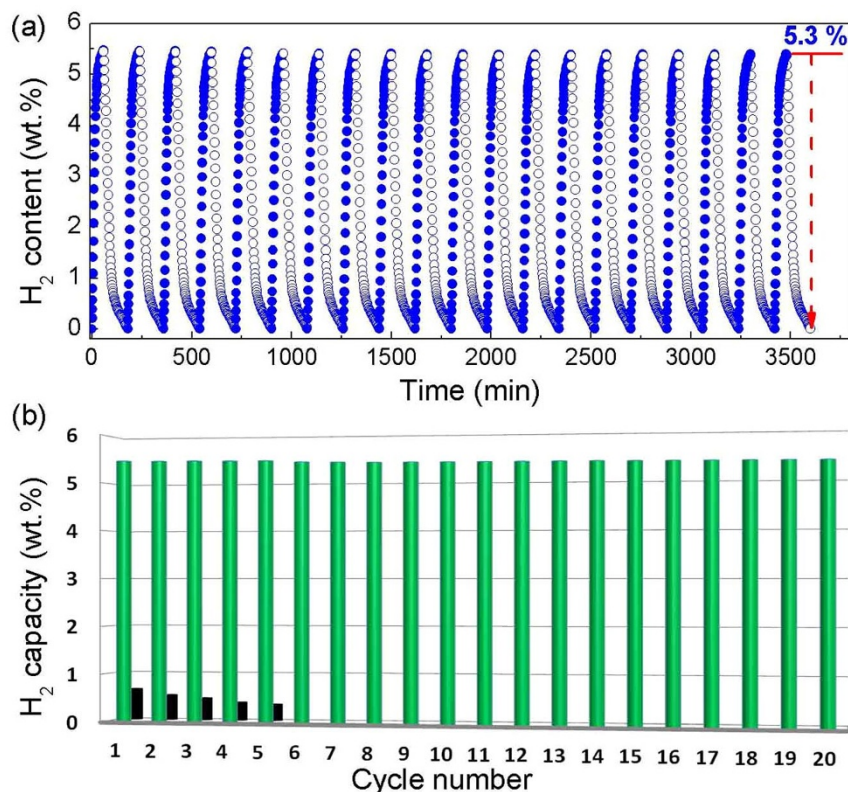 (a)
6
5
4
3
2
1
0
H₂ content (wt.%)
5.3 %
0 500 1000 1500 2000 2500 3000 3500
Time (min)
(b)
6
5
4
3
2
1
0
H₂ capacity (wt.%)
1 2 3 4 5 6 7 8 9 10 11 12 13 14 15 16 17 18 19 20
Cycle number